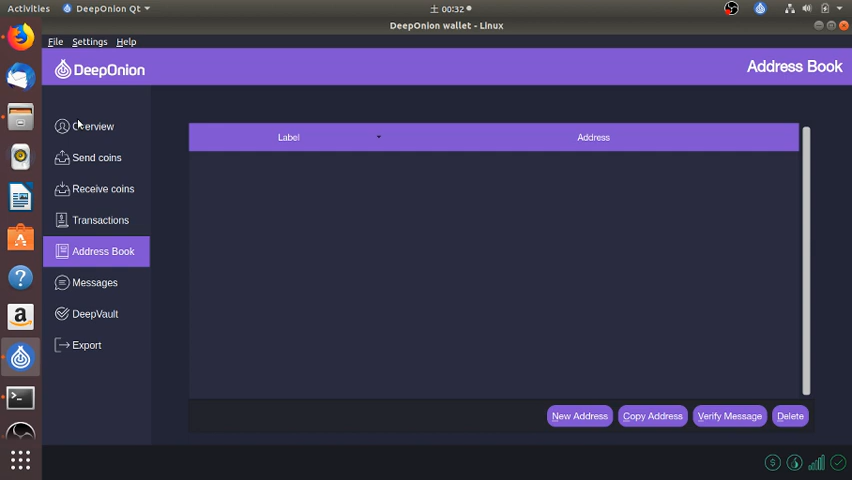 Activities DeepOnion Qt 土 00:32
DeepOnion wallet - Linux
File Settings Help
DeepOnion Address Book
Overview
Label Address
Send coins
Receive coins
Transactions
Address Book
Messages
DeepVault
Export
New Address Copy Address Verify Message Delete